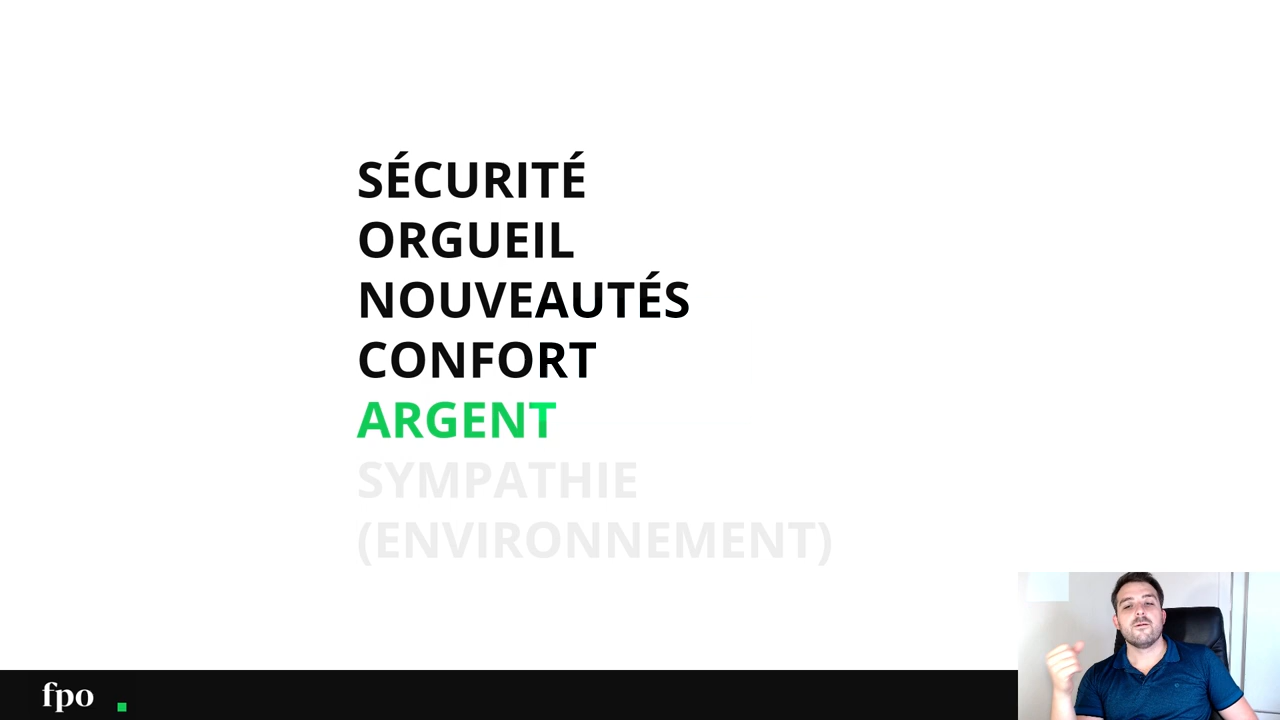 SÉCURITÉ
ORGUEIL
NOUVEAUTÉS
CONFORT
ARGENT
SYMPATHIE
(ENVIRONNEMENT)
fpo